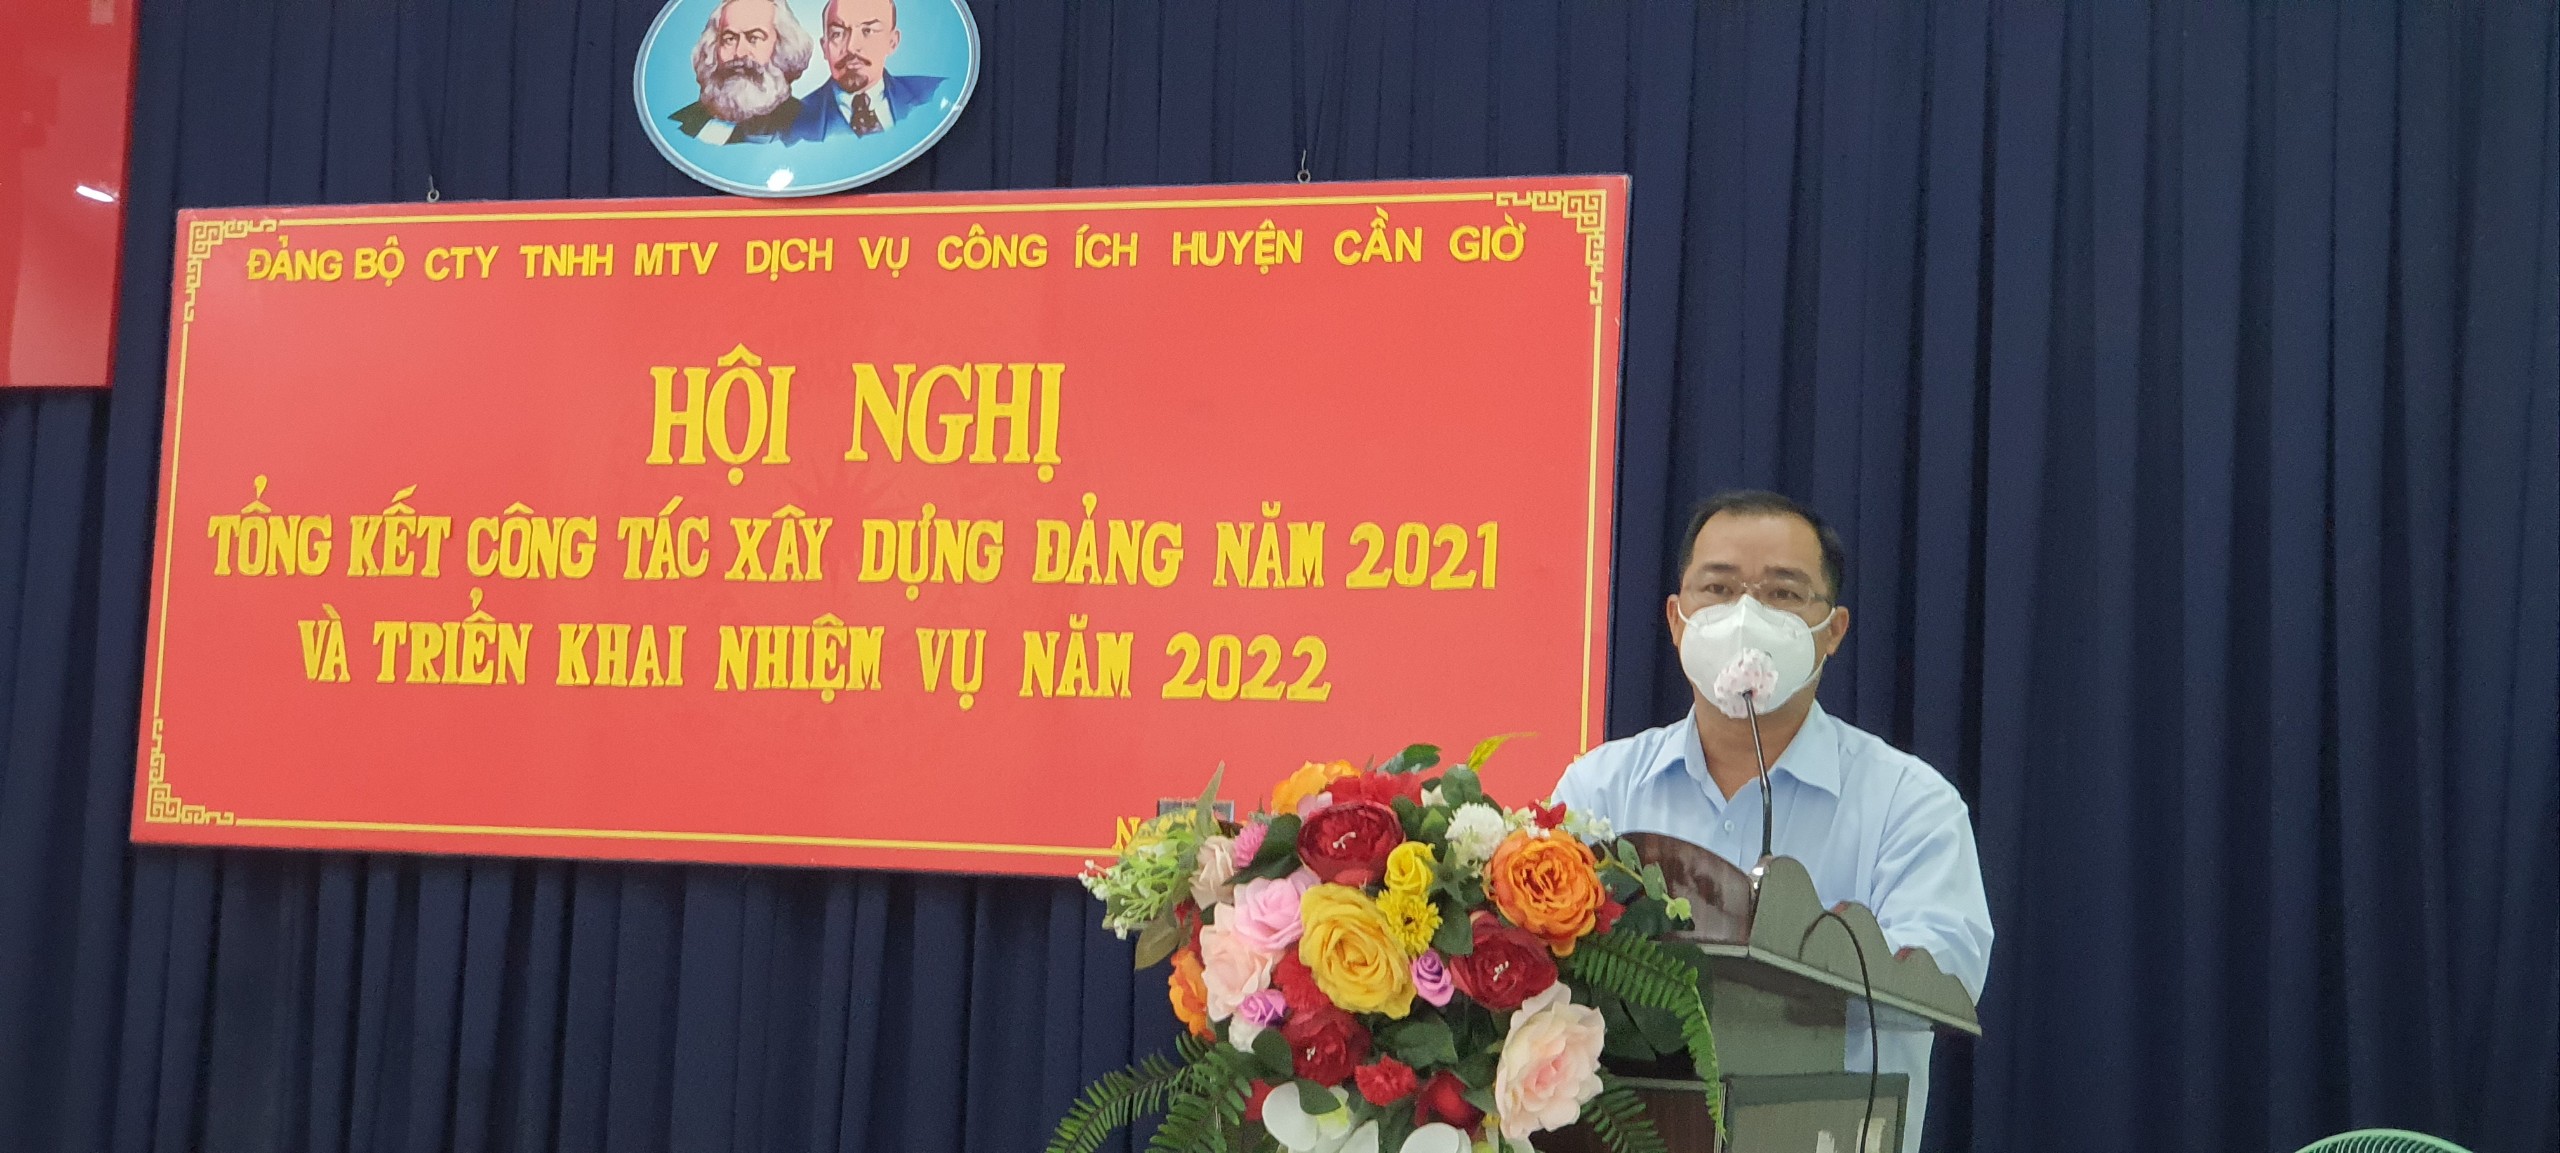 ĐẢNG BỘ CTY TNHH MTV DỊCH VỤ CÔNG ÍCH HUYỆN CẦN GIỜ
HỘI NGHỊ
TỔNG KẾT CÔNG TÁC XÂY DỰNG ĐẢNG NĂM 2021
VÀ TRIỂN KHAI NHIỆM VỤ NĂM 2022